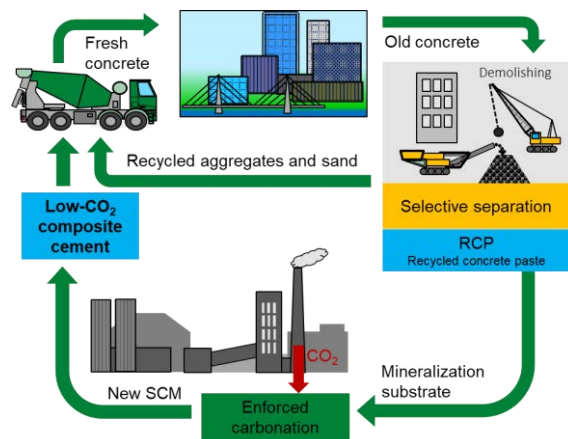 Fresh
concrete
Old concrete
Demolishing
Recycled aggregates and sand
Low-CO₂
composite
cement
Selective separation
RCP
Recycled concrete paste
CO₂
Mineralization
substrate
New SCM
Enforced
carbonation